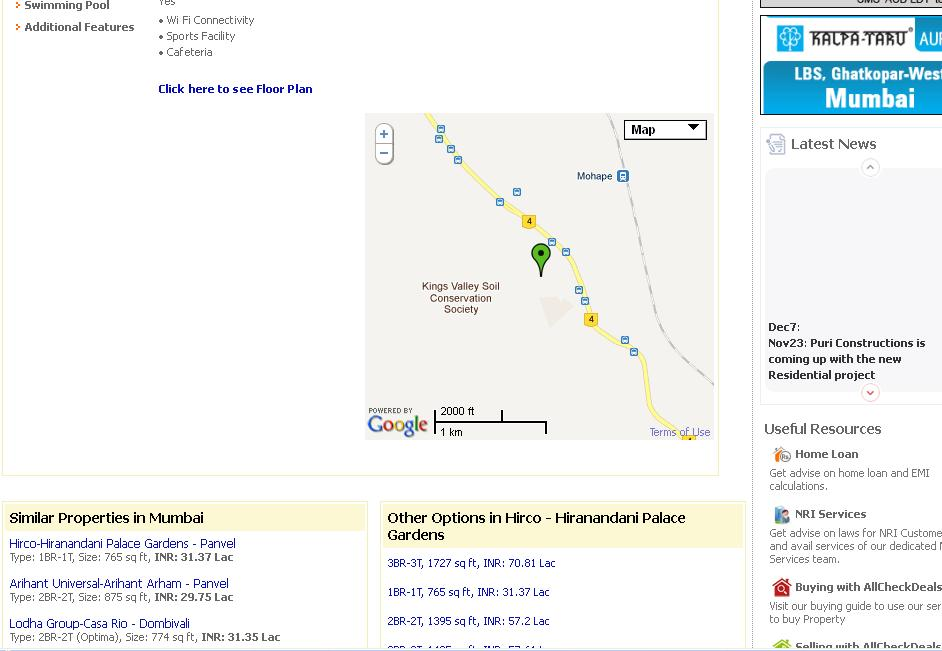 Swimming Pool
Yes
Additional Features
• Wi Fi Connectivity
• Sports Facility
• Cafeteria
Click here to see Floor Plan
+
−
Map
Mohape
4
Kings Valley Soil
Conservation
Society
4
POWERED BY
Google
2000 ft
1 km
Terms of Use
Similar Properties in Mumbai
Hirco-Hiranandani Palace Gardens - Panvel
Type: 1BR-1T, Size: 765 sq ft, INR: 31.37 Lac
Arihant Universal-Arihant Arham - Panvel
Type: 2BR-2T, Size: 875 sq ft, INR: 29.75 Lac
Lodha Group-Casa Rio - Dombivali
Type: 2BR-2T (Optima), Size: 774 sq ft, INR: 31.35 Lac
Other Options in Hirco - Hiranandani Palace
Gardens
3BR-3T, 1727 sq ft, INR: 70.81 Lac
1BR-1T, 765 sq ft, INR: 31.37 Lac
2BR-2T, 1395 sq ft, INR: 57.2 Lac
KALPA-TARU® AUR
LBS, Ghatkopar-West
Mumbai
Latest News
Dec7:
Nov23: Puri Constructions is
coming up with the new
Residential project
Useful Resources
Home Loan
Get advise on home loan and EMI
calculations.
NRI Services
Get advise on laws for NRI Custome
and avail services of our dedicated
Services team.
Buying with AllCheckDeals
Visit our buying guide to use our ser
to buy Property
Selling with AllCheckDeals